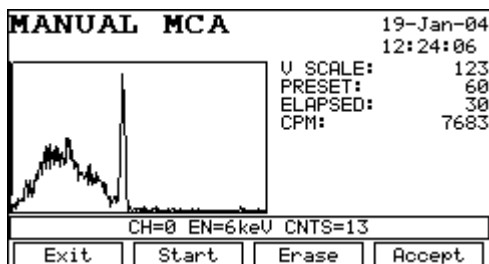 MANUAL MCA 19-Jan-04
12:24:06
V SCALE: 123
PRESET: 60
ELAPSED: 30
CPM: 7683
CH=0 EN=6keV CNTS=13
Exit Start Erase Accept